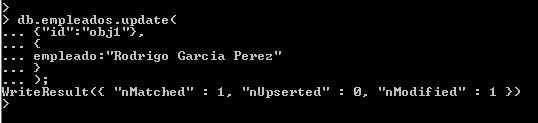 >
> db.empleados.update(
... {"id":"obj1"},
... {
... empleado:"Rodrigo Garcia Perez"
... }
... );
WriteResult({ "nMatched" : 1, "nUpserted" : 0, "nModified" : 1 })
>